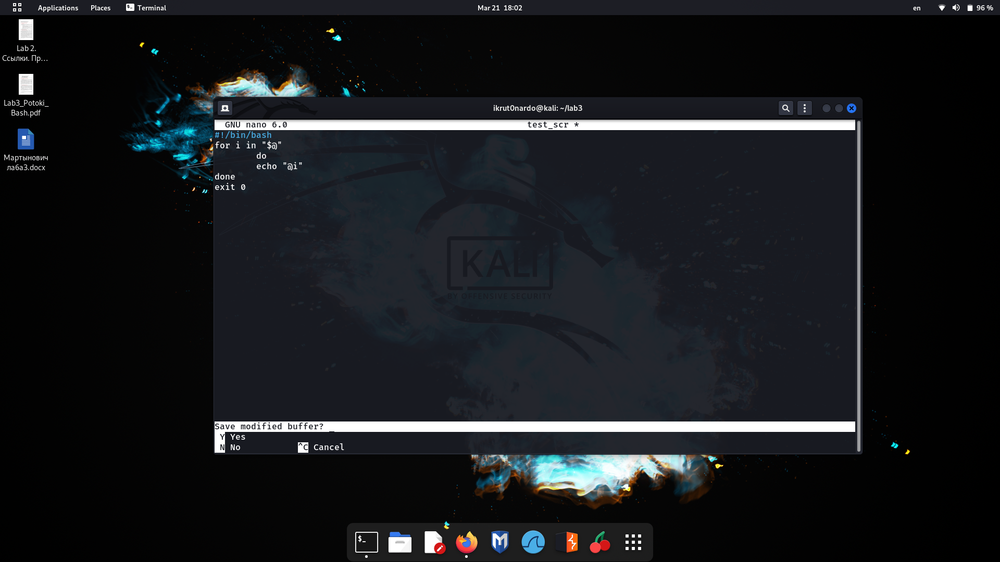 Applications Places Terminal Mar 21 18:02 en 96 %
Lab 2.
Ссылки. Пр…
Lab3_Potoki_
Bash.pdf
Мартынович
лаба3.docx
ikrut0nardo@kali: ~/lab3
GNU nano 6.0 test_scr *
#!/bin/bash
for i in "$@"
do
echo "@i"
done
exit 0
KALI
BY OFFENSIVE SECURITY
Save modified buffer?
Y Yes
N No ^C Cancel